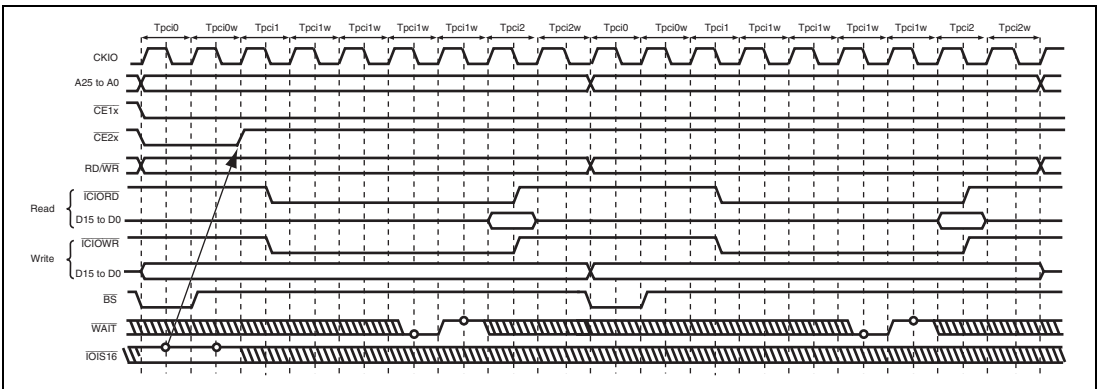 Tpci0 Tpci0w Tpci1 Tpci1w Tpci1w Tpci1w Tpci1w Tpci2 Tpci2w Tpci0 Tpci0w Tpci1 Tpci1w Tpci1w Tpci1w Tpci1w Tpci2 Tpci2w
CKIO
A25 to A0
CE1x
CE2x
RD/WR
ICIORD
Read
D15 to D0
ICIOWR
Write
D15 to D0
BS
WAIT
IOIS16